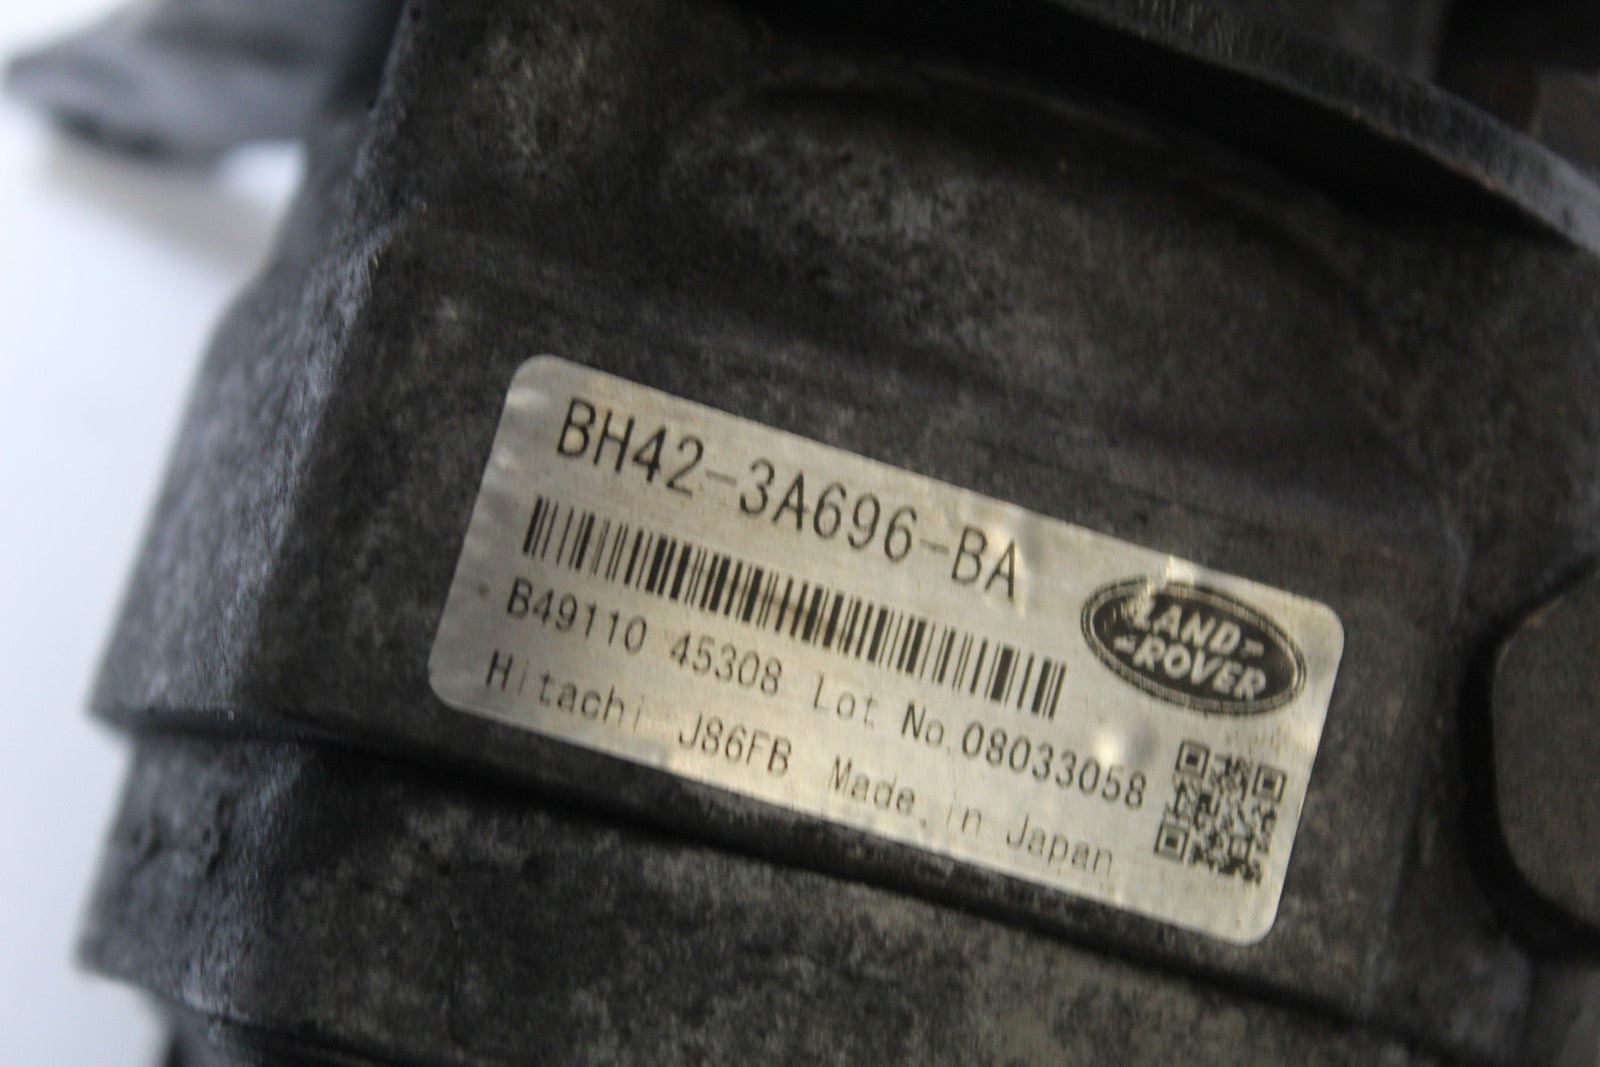 BH42-3A696-BA
LAND-
-ROVER
B49110 45308 Lot No.08033058
Hitachi J86FB Made in Japan